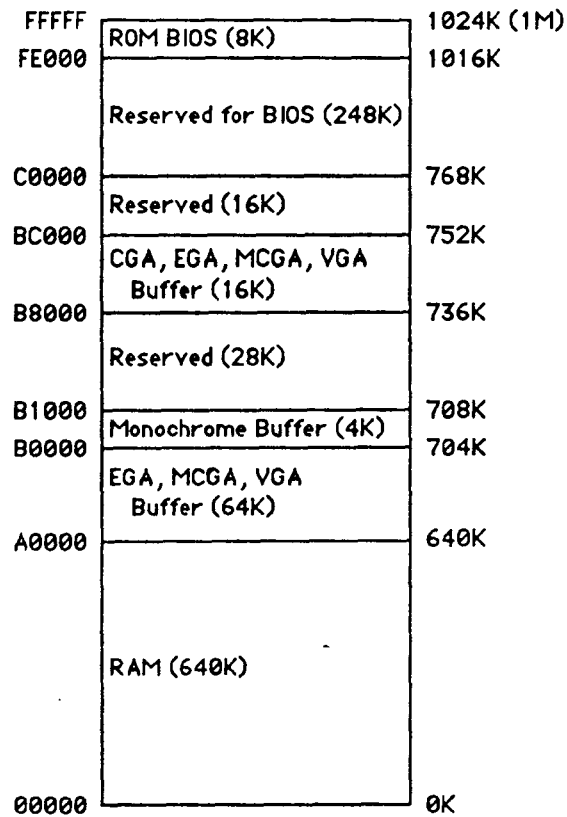 FFFFF 1024K (1M)
ROM BIOS (8K)
FE000 1016K
Reserved for BIOS (248K)
C0000 768K
Reserved (16K)
BC000 752K
CGA, EGA, MCGA, VGA
Buffer (16K)
B8000 736K
Reserved (28K)
B1000 708K
Monochrome Buffer (4K)
B0000 704K
EGA, MCGA, VGA
Buffer (64K)
A0000 640K
RAM (640K)
00000 0K